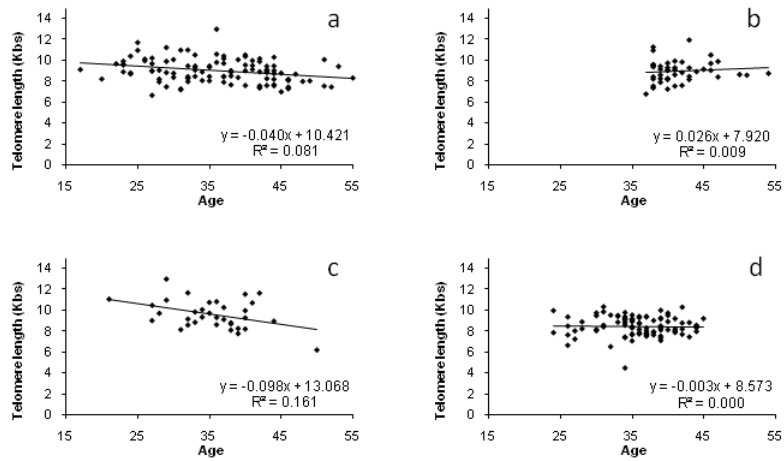 a
Telomere length (Kbs)
14
12
10
8
6
4
2
0
y = -0.040x + 10.421
R² = 0.081
15 25 35 45 55
Age
b
Telomere length (Kbs)
14
12
10
8
6
4
2
0
y = 0.026x + 7.920
R² = 0.009
15 25 35 45 55
Age
c
Telomere length (Kbs)
14
12
10
8
6
4
2
0
y = -0.098x + 13.068
R² = 0.161
15 25 35 45 55
Age
d
Telomere length (Kbs)
14
12
10
8
6
4
2
0
y = -0.003x + 8.573
R² = 0.000
15 25 35 45 55
Age